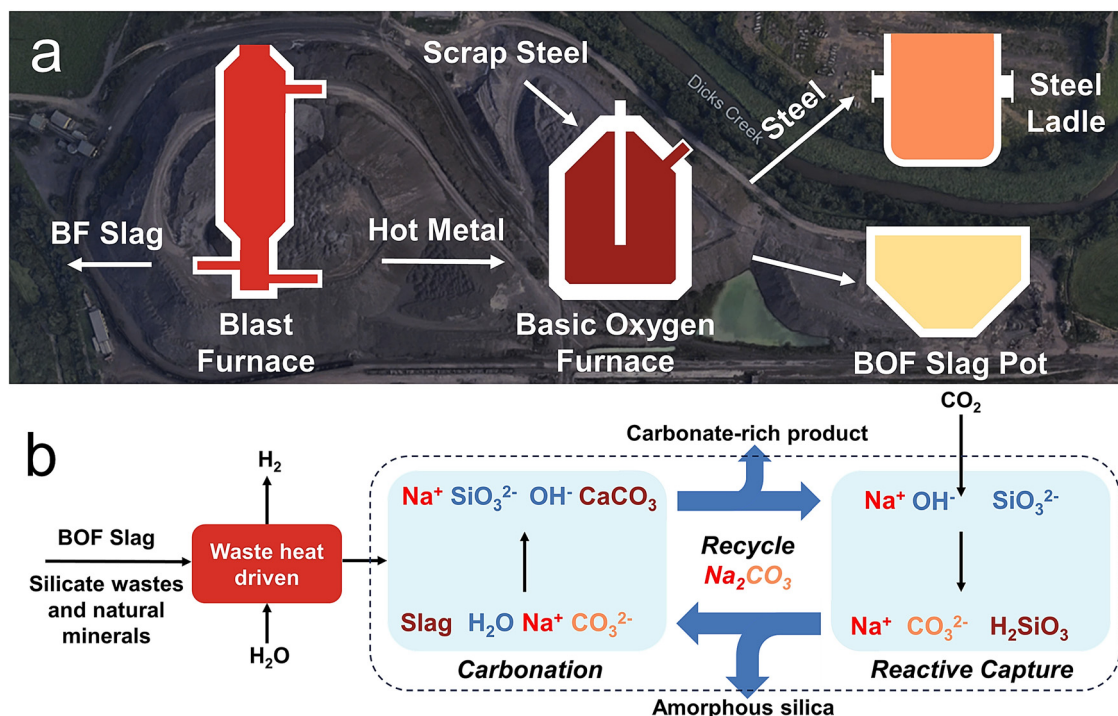 a
Scrap Steel
Dicks Creek
Steel
Steel
Ladle
BF Slag
Hot Metal
Blast
Furnace
Basic Oxygen
Furnace
BOF Slag Pot
b
CO₂
H₂
Carbonate-rich product
BOF Slag
Silicate wastes
and natural
minerals
Waste heat
driven
H₂O
Na⁺ SiO₃²⁻ OH⁻ CaCO₃
Slag H₂O Na⁺ CO₃²⁻
Carbonation
Recycle
Na₂CO₃
Na⁺ OH⁻ SiO₃²⁻
Na⁺ CO₃²⁻ H₂SiO₃
Reactive Capture
Amorphous silica